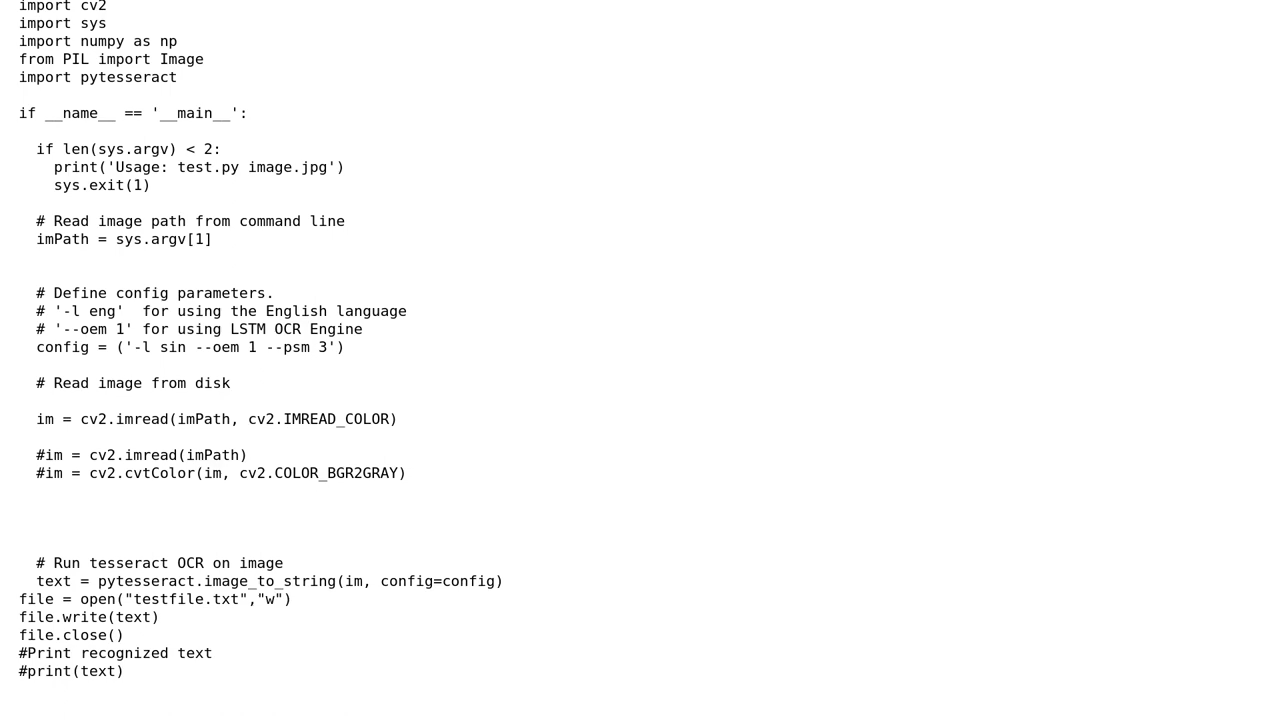 import cv2
import sys
import numpy as np
from PIL import Image
import pytesseract

if __name__ == '__main__':

  if len(sys.argv) < 2:
    print('Usage: test.py image.jpg')
    sys.exit(1)

  # Read image path from command line
  imPath = sys.argv[1]


  # Define config parameters.
  # '-l eng'  for using the English language
  # '--oem 1' for using LSTM OCR Engine
  config = ('-l sin --oem 1 --psm 3')

  # Read image from disk

  im = cv2.imread(imPath, cv2.IMREAD_COLOR)

  #im = cv2.imread(imPath)
  #im = cv2.cvtColor(im, cv2.COLOR_BGR2GRAY)




  # Run tesseract OCR on image
  text = pytesseract.image_to_string(im, config=config)
file = open("testfile.txt","w")
file.write(text)
file.close()
#Print recognized text
#print(text)